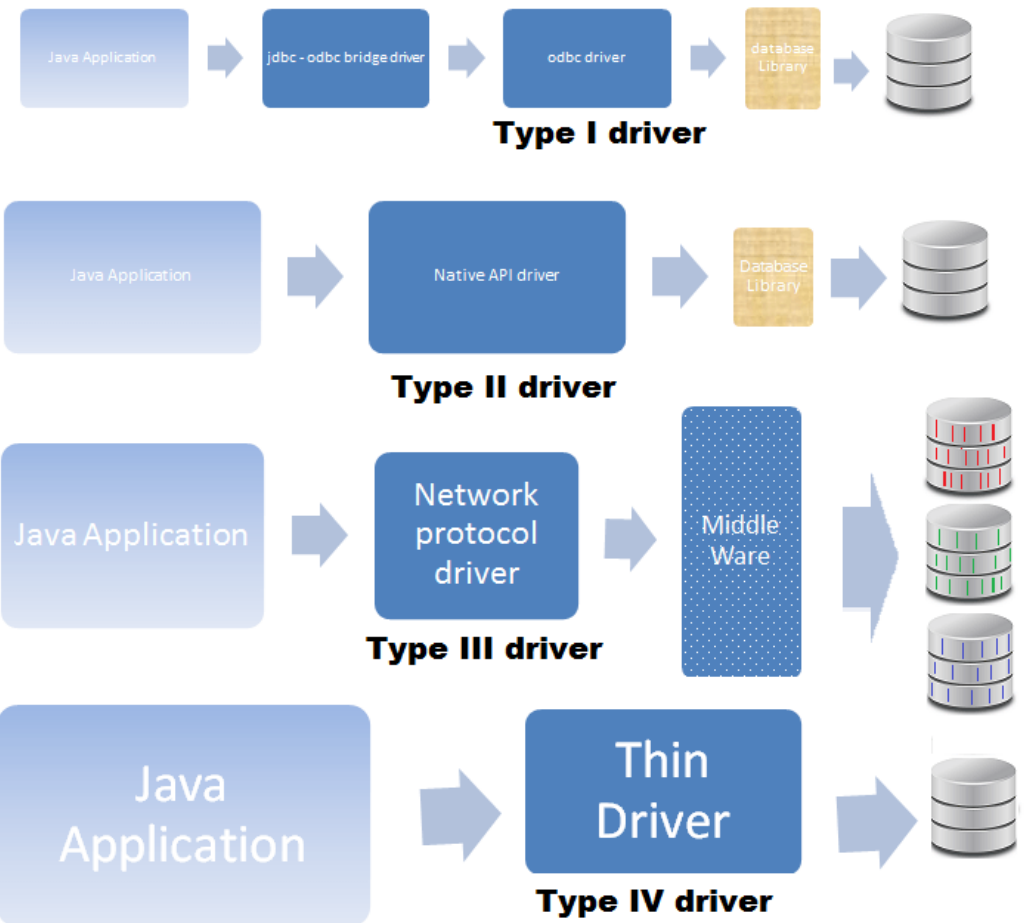 Java Application
jdbc - odbc bridge driver
odbc driver
database
Library
Type I driver
Java Application
Native API driver
Database
Library
Type II driver
Java Application
Network
protocol
driver
Middle
Ware
Type III driver
Java
Application
Thin
Driver
Type IV driver